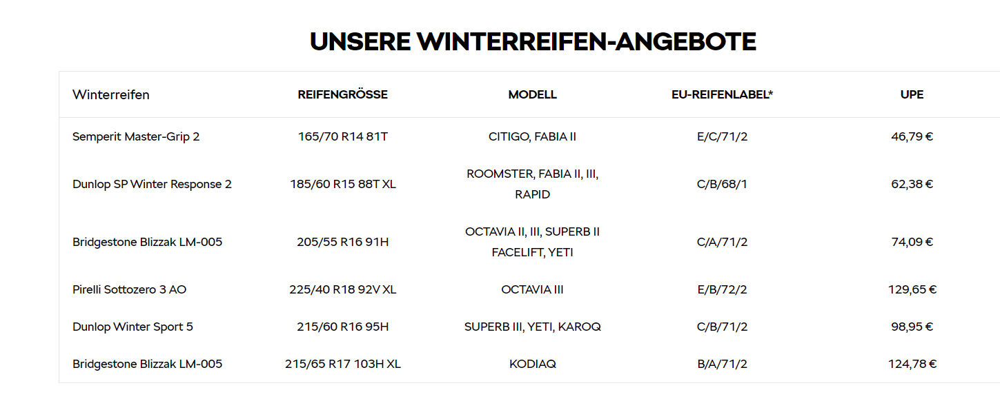 UNSERE WINTERREIFEN-ANGEBOTE
Winterreifen REIFENGRÖSSE MODELL EU-REIFENLABEL* UPE
Semperit Master-Grip 2 165/70 R14 81T CITIGO, FABIA II E/C/71/2 46,79 €
Dunlop SP Winter Response 2 185/60 R15 88T XL ROOMSTER, FABIA II, III, C/B/68/1 62,38 €
RAPID
Bridgestone Blizzak LM-005 205/55 R16 91H OCTAVIA II, III, SUPERB II C/A/71/2 74,09 €
FACELIFT, YETI
Pirelli Sottozero 3 AO 225/40 R18 92V XL OCTAVIA III E/B/72/2 129,65 €
Dunlop Winter Sport 5 215/60 R16 95H SUPERB III, YETI, KAROQ C/B/71/2 98,95 €
Bridgestone Blizzak LM-005 215/65 R17 103H XL KODIAQ B/A/71/2 124,78 €